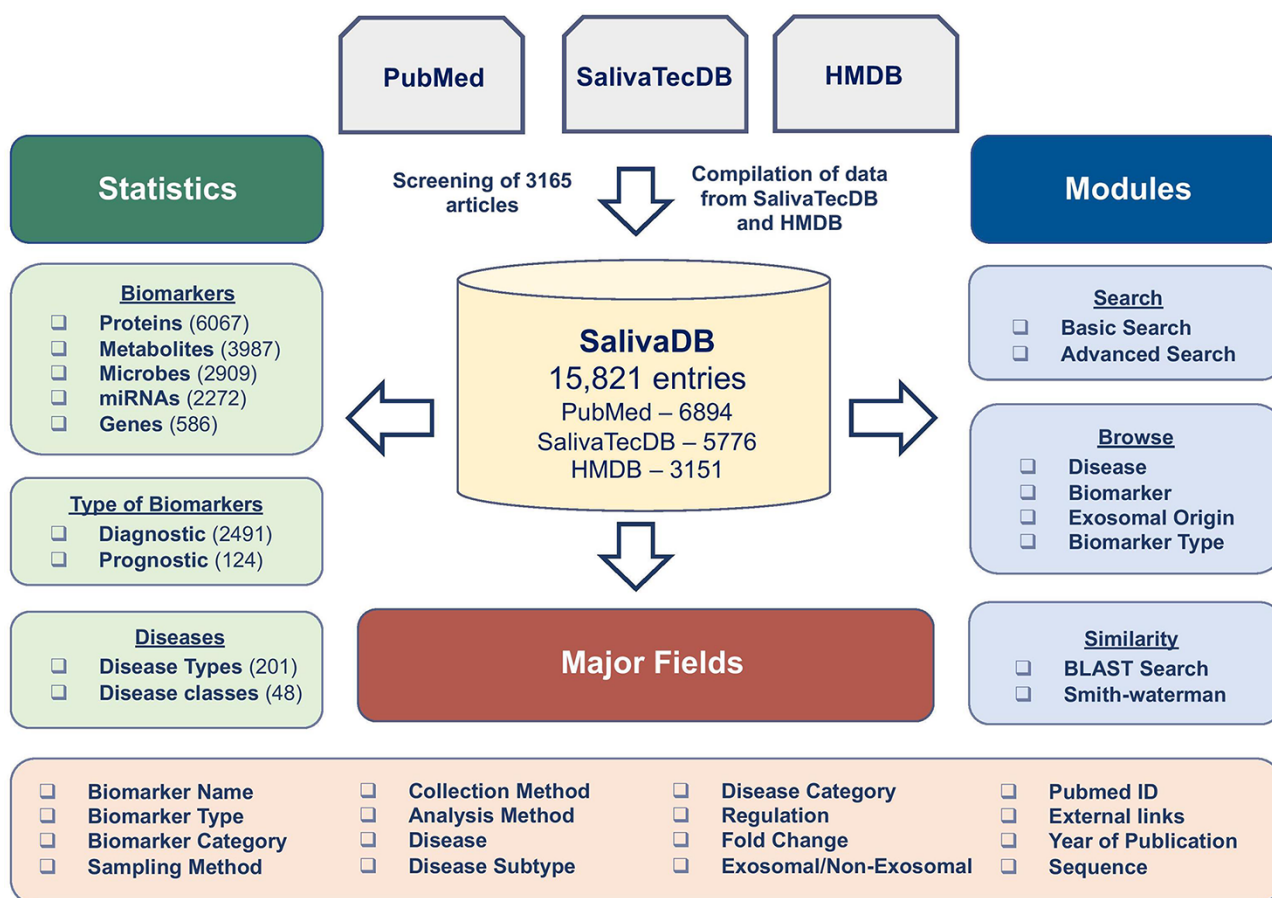 PubMed
SalivaTecDB
HMDB
Screening of 3165
articles
Compilation of data
from SalivaTecDB
and HMDB
Statistics
Biomarkers
Proteins (6067)
Metabolites (3987)
Microbes (2909)
miRNAs (2272)
Genes (586)
Type of Biomarkers
Diagnostic (2491)
Prognostic (124)
Diseases
Disease Types (201)
Disease classes (48)
SalivaDB
15,821 entries
PubMed – 6894
SalivaTecDB – 5776
HMDB – 3151
Modules
Search
Basic Search
Advanced Search
Browse
Disease
Biomarker
Exosomal Origin
Biomarker Type
Similarity
BLAST Search
Smith-waterman
Major Fields
Biomarker Name
Biomarker Type
Biomarker Category
Sampling Method
Collection Method
Analysis Method
Disease
Disease Subtype
Disease Category
Regulation
Fold Change
Exosomal/Non-Exosomal
Pubmed ID
External links
Year of Publication
Sequence